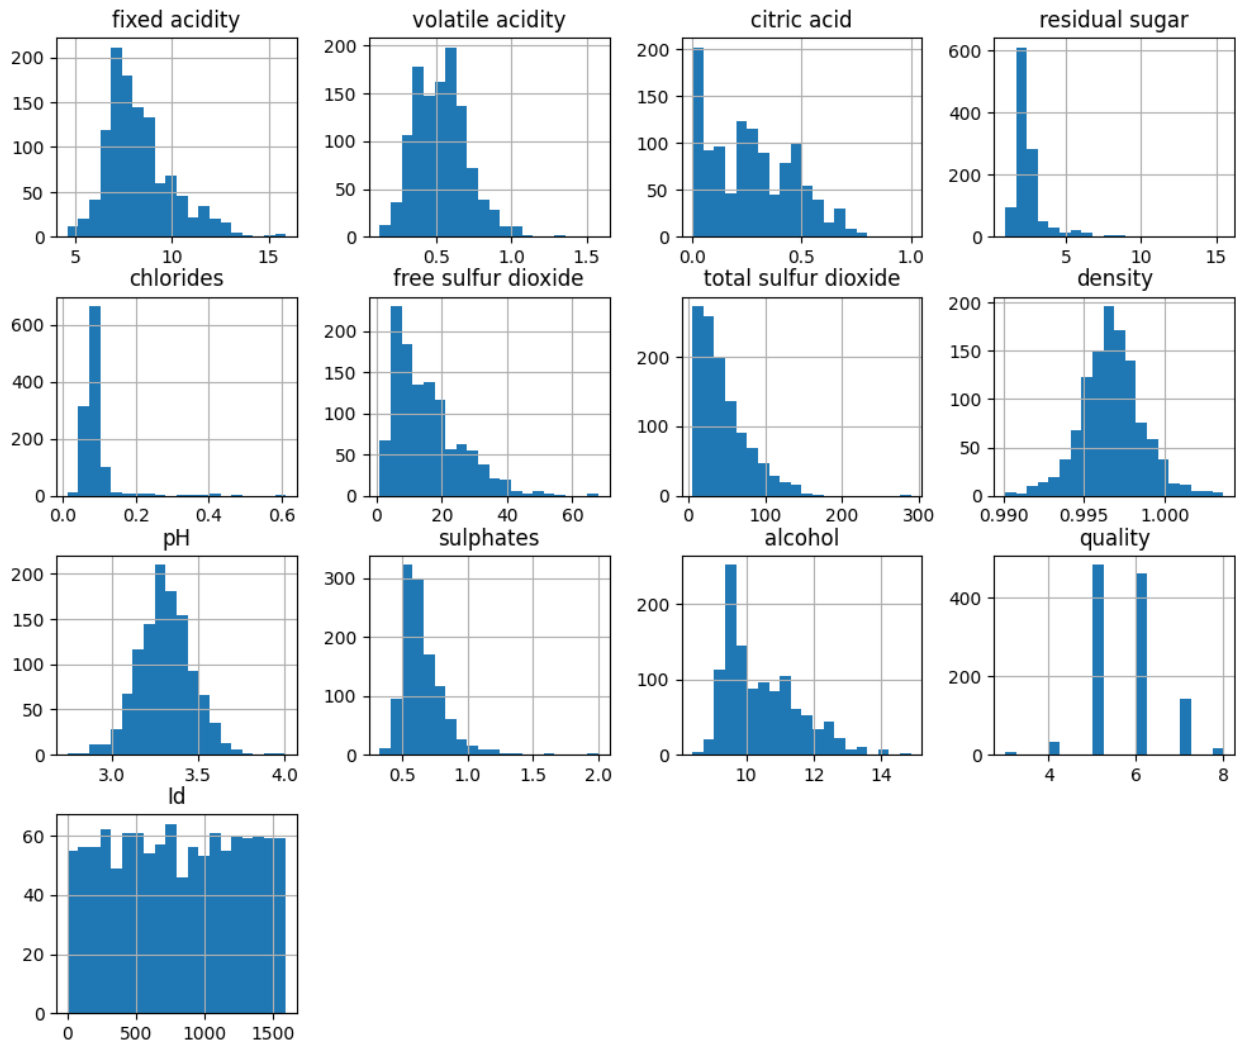 fixed acidity
200
150
100
50
0
5 10 15
volatile acidity
200
150
100
50
0
0.5 1.0 1.5
citric acid
200
150
100
50
0
0.0 0.5 1.0
residual sugar
600
400
200
0
5 10 15
chlorides
600
400
200
0
0.0 0.2 0.4 0.6
free sulfur dioxide
200
150
100
50
0
0 20 40 60
total sulfur dioxide
200
100
0
0 100 200 300
density
200
150
100
50
0
0.990 0.995 1.000
pH
200
150
100
50
0
3.0 3.5 4.0
sulphates
300
200
100
0
0.5 1.0 1.5 2.0
alcohol
200
100
0
10 12 14
quality
400
200
0
4 6 8
Id
60
40
20
0
0 500 1000 1500